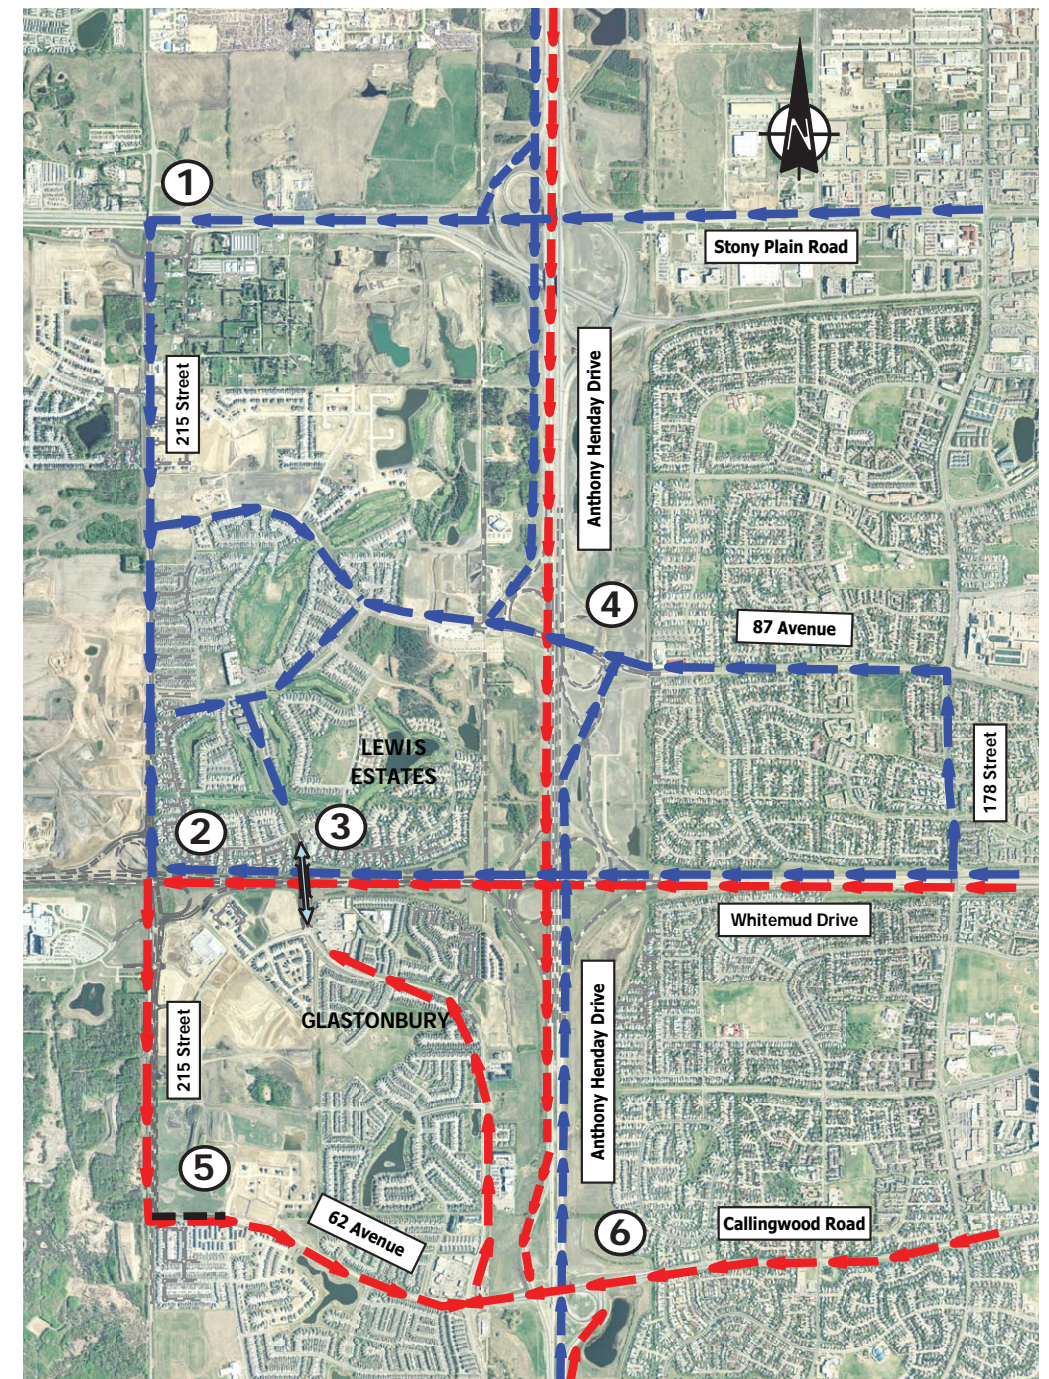 N
1
Stony Plain Road
215 Street
Anthony Henday Drive
4
87 Avenue
LEWIS
ESTATES
178 Street
2
3
Whitemud Drive
GLASTONBURY
215 Street
Anthony Henday Drive
5
62 Avenue
6
Callingwood Road